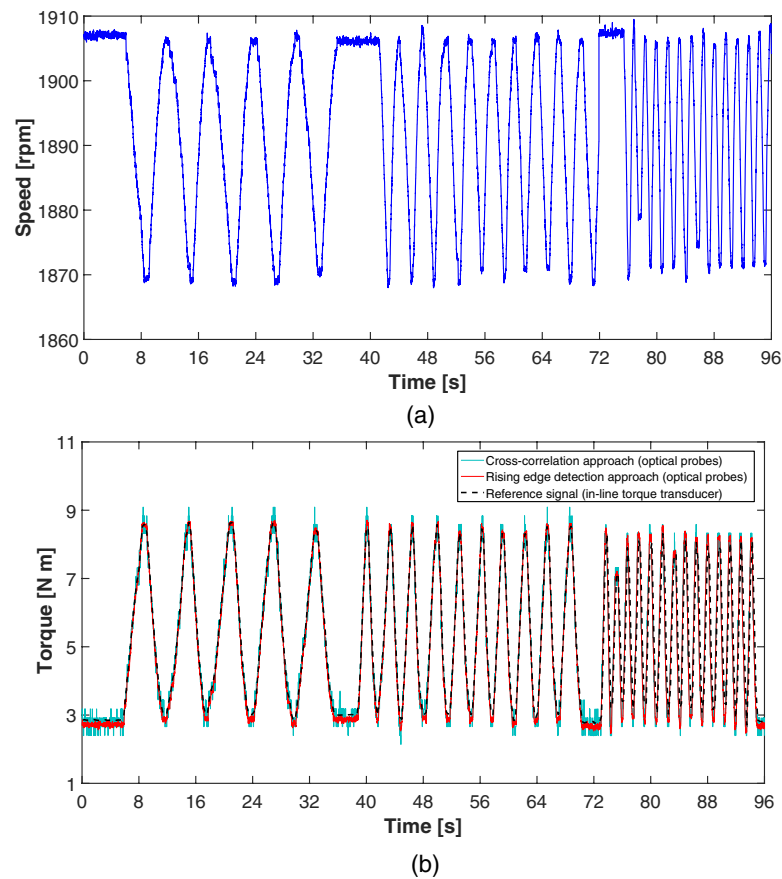 1910
1900
1890
1880
1870
1860
Speed [rpm]
0 8 16 24 32 40 48 56 64 72 80 88 96
Time [s]
(a)
11
9
7
5
3
1
Torque [N m]
Cross-correlation approach (optical probes)
Rising edge detection approach (optical probes)
Reference signal (in-line torque transducer)
0 8 16 24 32 40 48 56 64 72 80 88 96
Time [s]
(b)